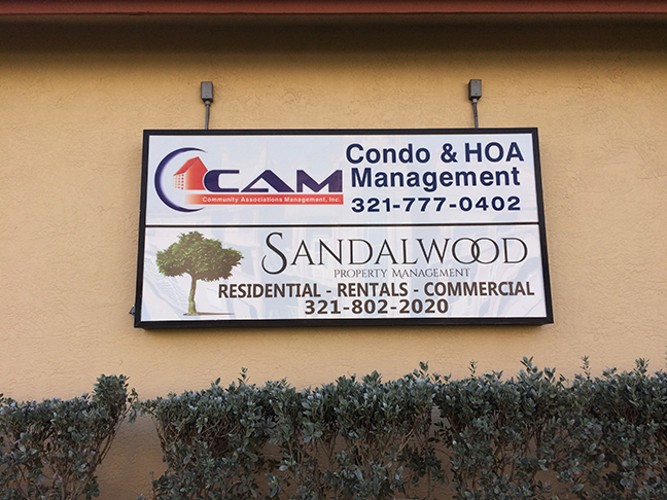 CAM
Community Associations Management, Inc.
Condo & HOA
Management
321-777-0402
SANDALWOOD
PROPERTY MANAGEMENT
RESIDENTIAL - RENTALS - COMMERCIAL
321-802-2020